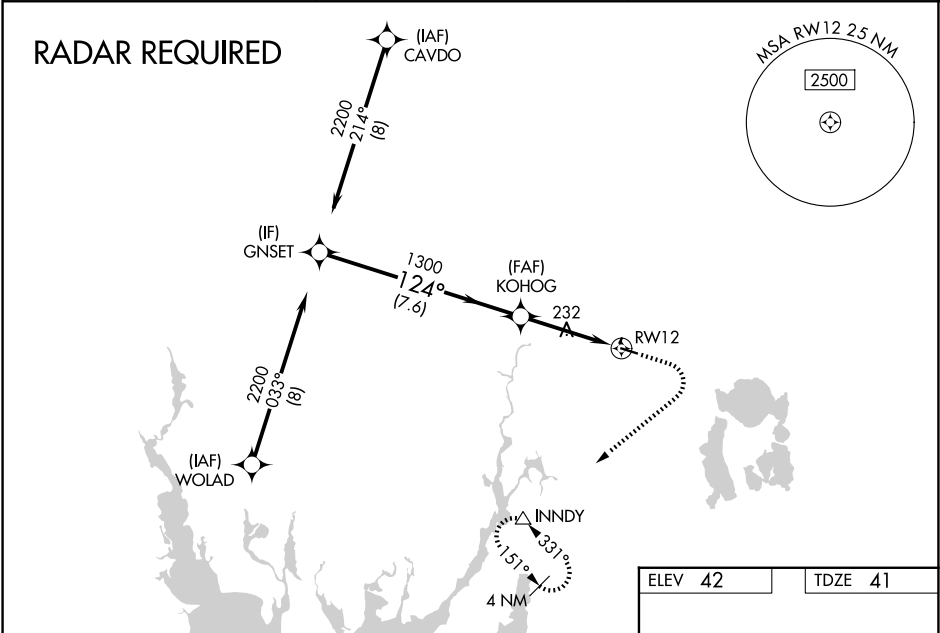 RADAR REQUIRED
(IAF)
CAVDO
MSA RW12 25 NM
2500
2200
214°
(8)
(IF)
GNSET
1300
124°
(7.6)
(FAF)
KOHOG
232
RW12
2200
033°
(8)
(IAF)
WOLAD
INNDY
331°
151°
4 NM
ELEV 42
TDZE 41